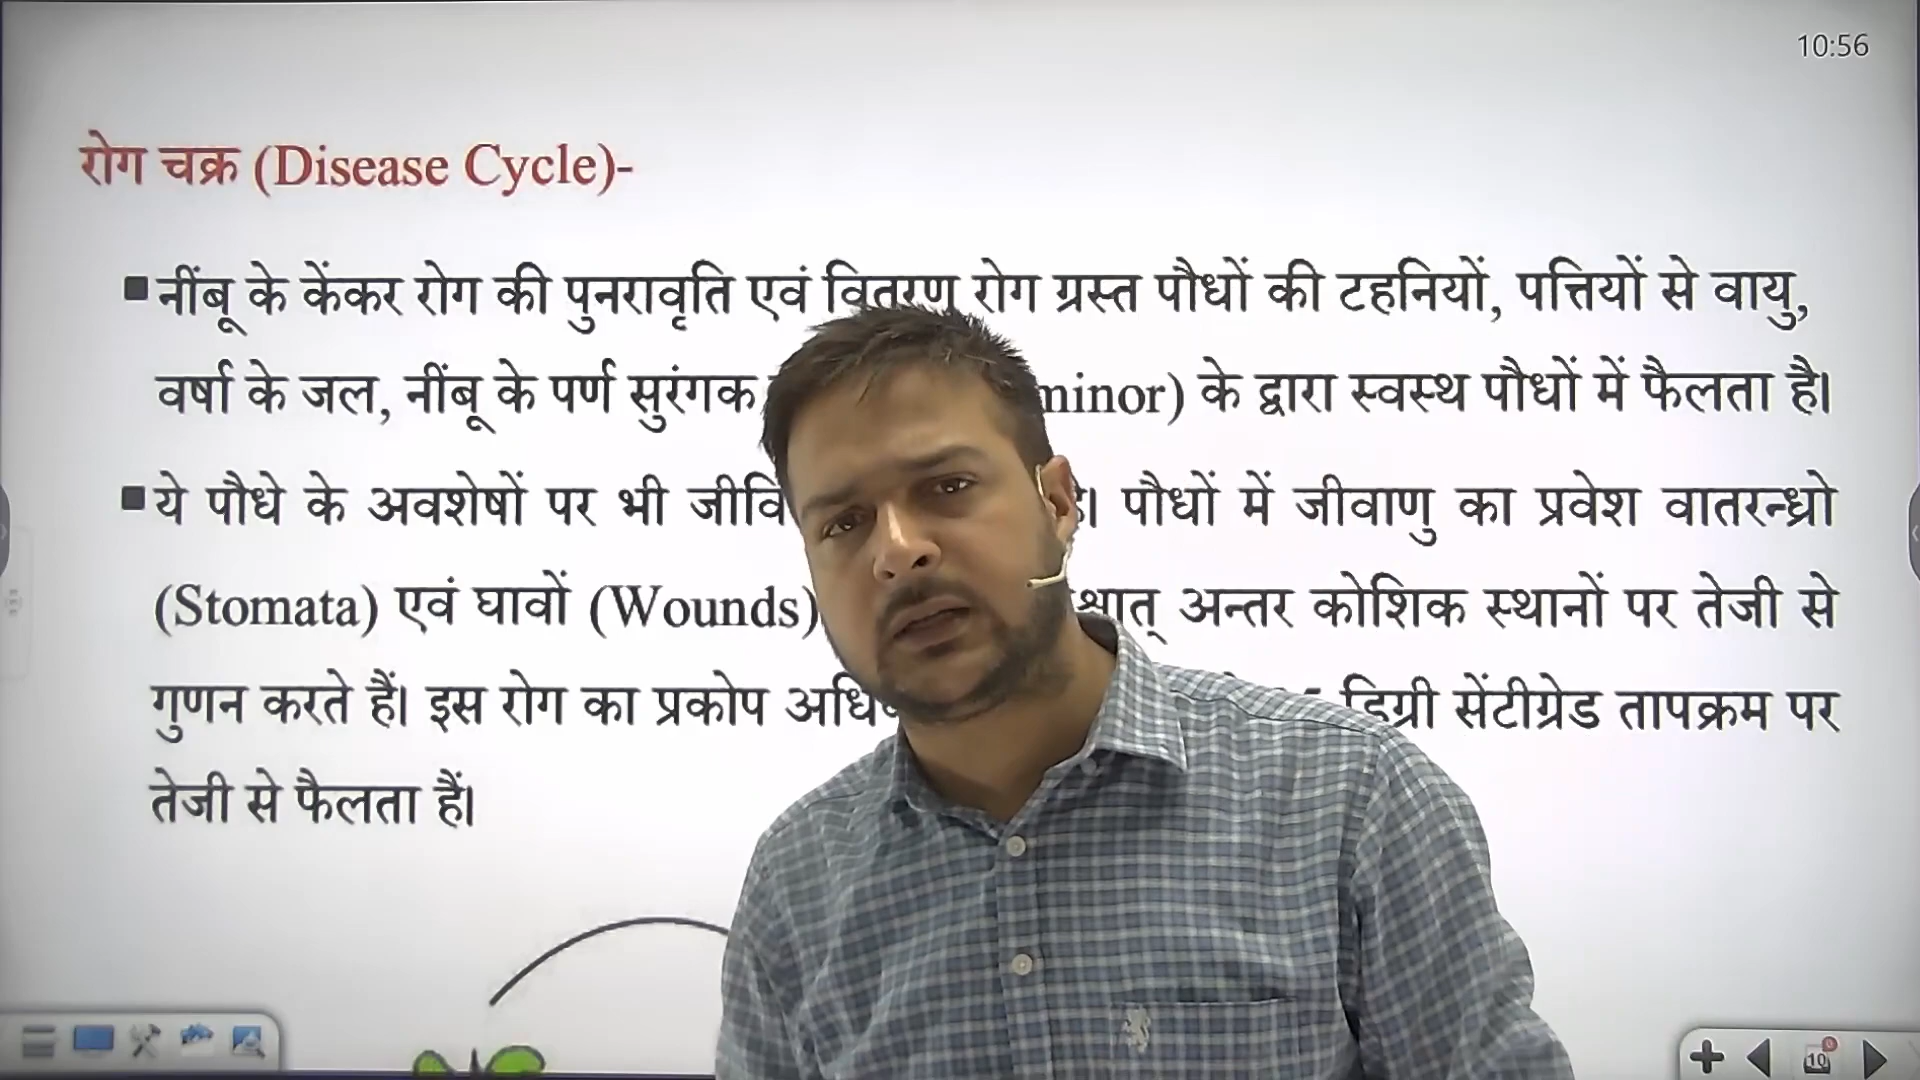 10:56
रोग चक्र (Disease Cycle)-
नींबू के केंकर रोग की पुनरावृति एवं वितरण रोग ग्रस्त पौधों की टहनियों, पत्तियों से वायु,
वर्षा के जल, नींबू के पर्ण सुरंगक minor) के द्वारा स्वस्थ पौधों में फैलता है।
ये पौधे के अवशेषों पर भी पौधों में जीवाणु का प्रवेश वातरन्ध्रो
(Stomata) एवं घावों (Wounds) अन्तर कोशिक स्थानों पर तेजी से
गुणन करते हैं। इस रोग का प्रकोप डिग्री सेंटीग्रेड तापक्रम पर
तेजी से फैलता हैं।
10